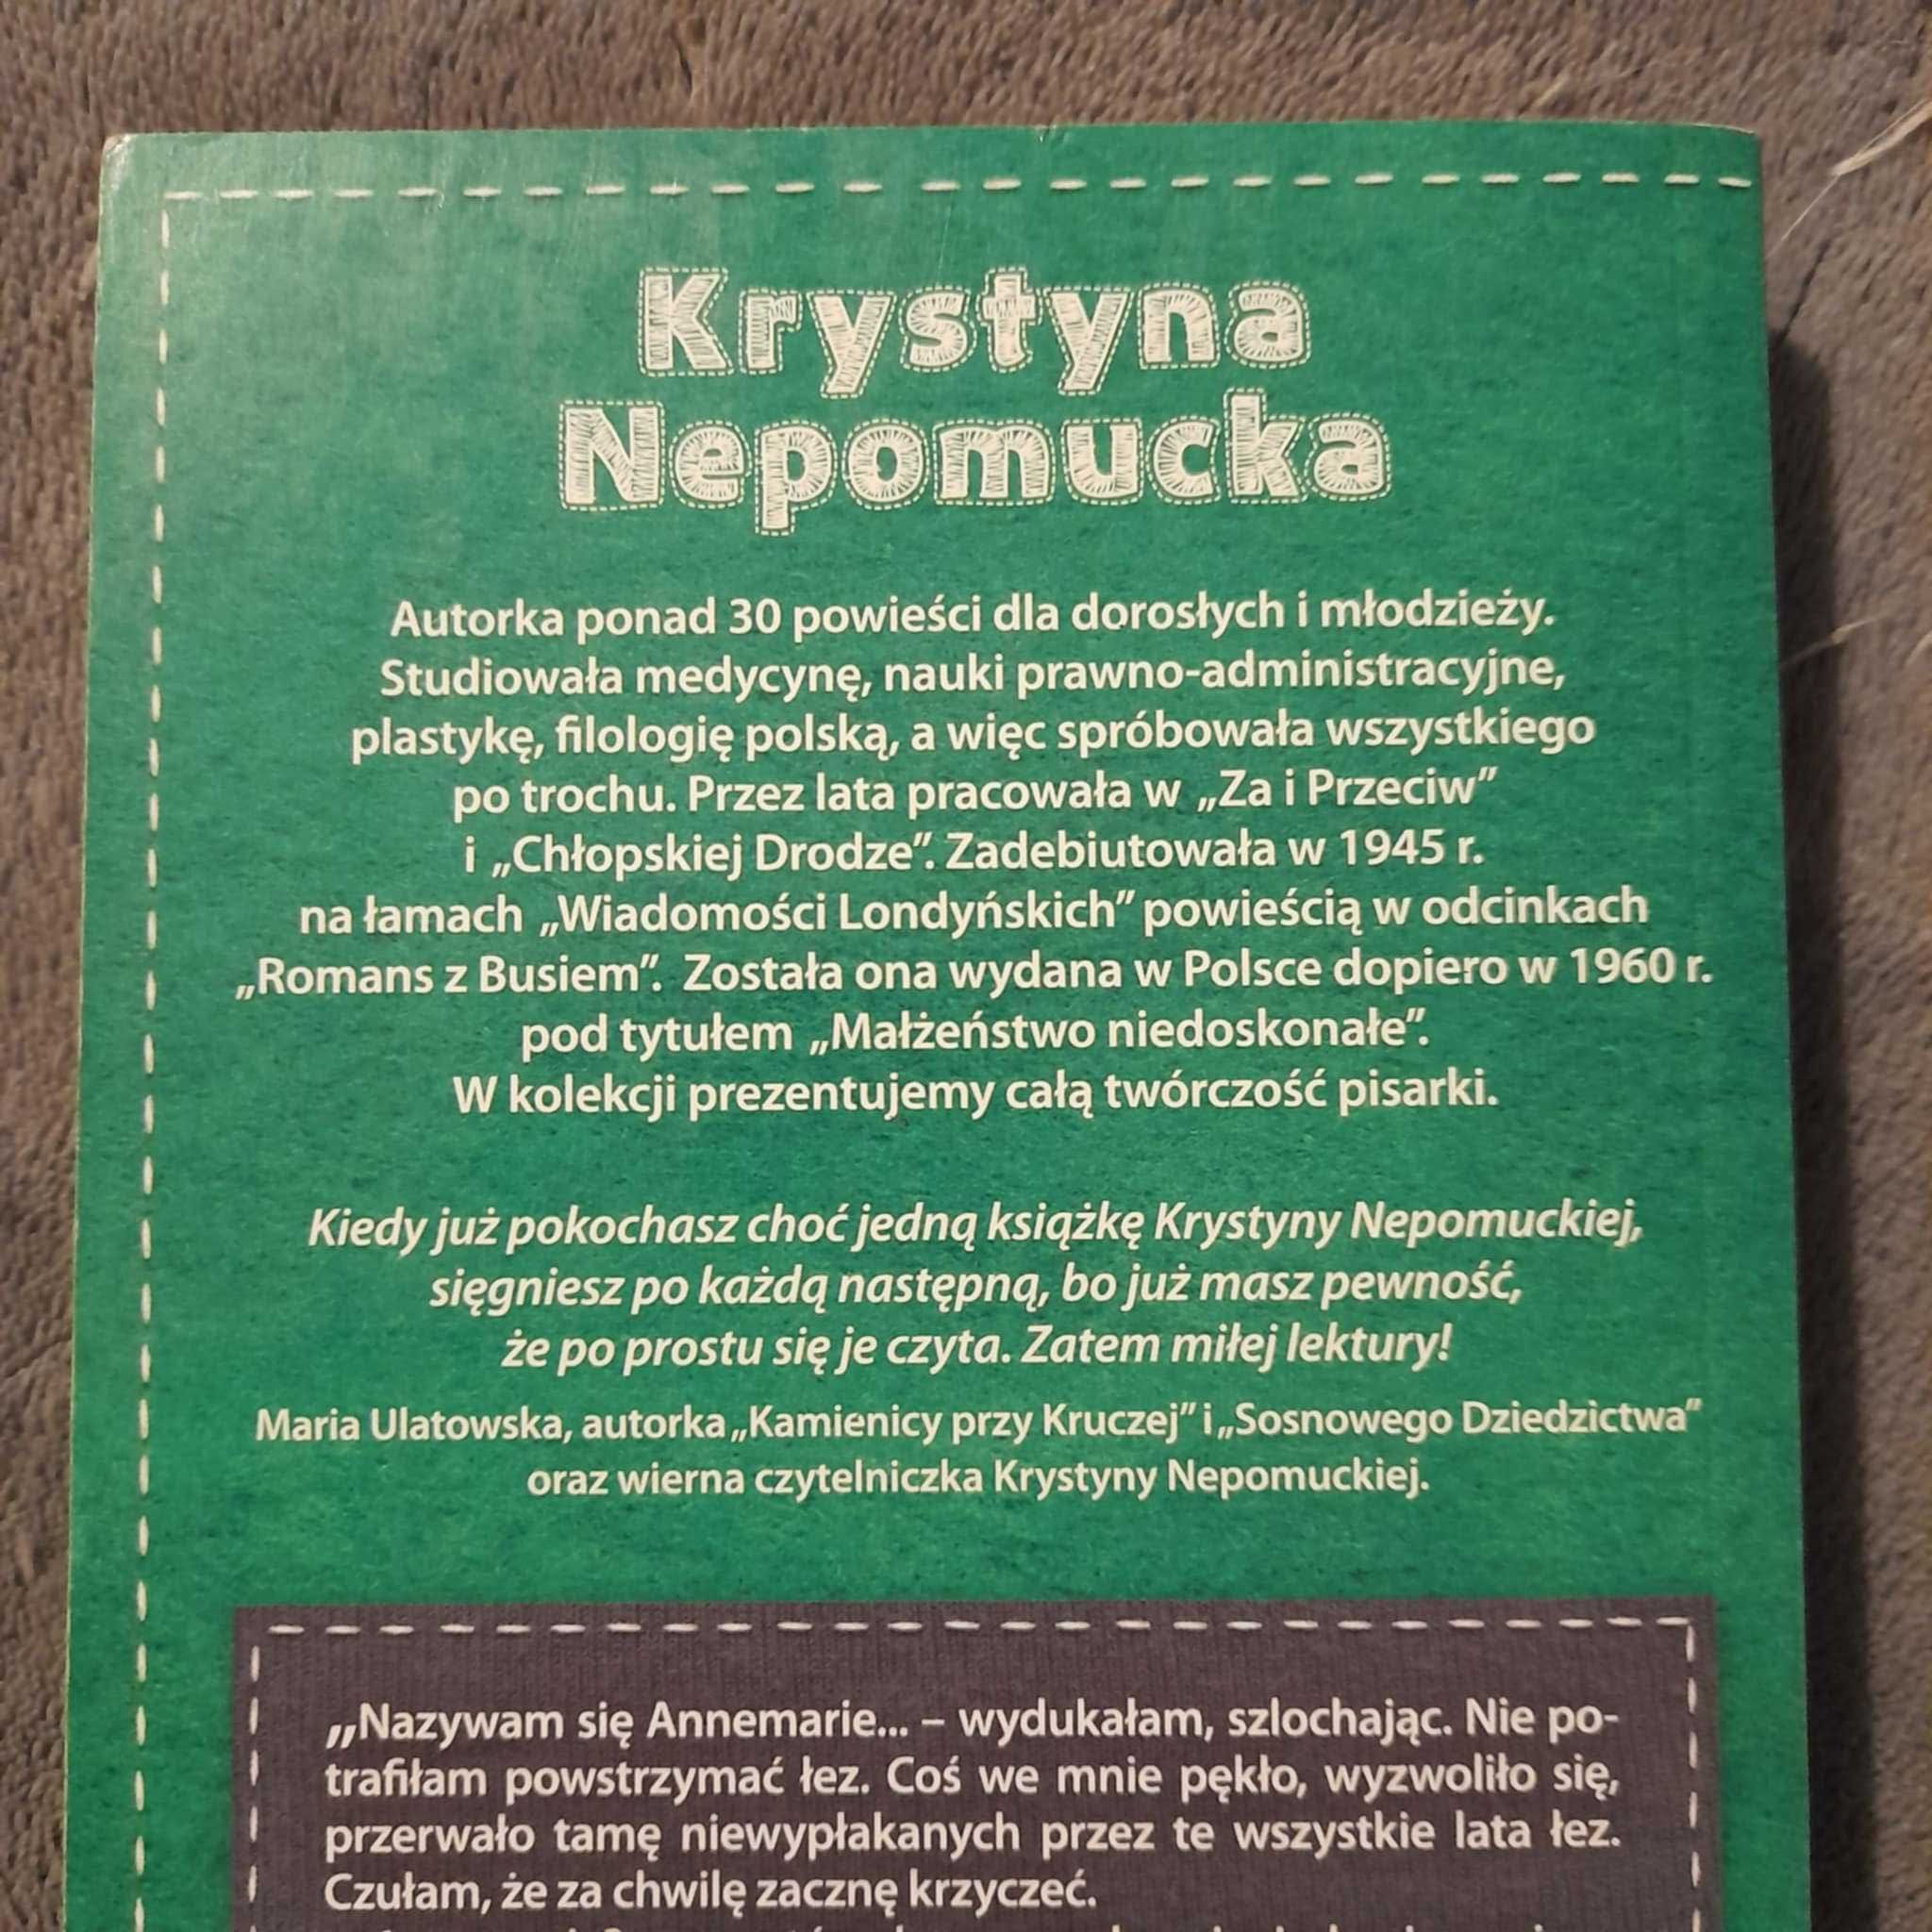 Krystyna
Nepomucka
Autorka ponad 30 powieści dla dorosłych i młodzieży.
Studiowała medycynę, nauki prawno-administracyjne,
plastykę, filologię polską, a więc spróbowała wszystkiego
po trochu. Przez lata pracowała w „Za i Przeciw”
i „Chłopskiej Drodze”. Zadebiutowała w 1945 r.
na łamach „Wiadomości Londyńskich” powieścią w odcinkach
„Romans z Busiem”. Została ona wydana w Polsce dopiero w 1960 r.
pod tytułem „Małżeństwo niedoskonałe”.
W kolekcji prezentujemy całą twórczość pisarki.
Kiedy już pokochasz choć jedną książkę Krystyny Nepomuckiej,
sięgniesz po każdą następną, bo już masz pewność,
że po prostu się je czyta. Zatem miłej lektury!
Maria Ulatowska, autorka „Kamienicy przy Kruczej” i „Sosnowego Dziedzictwa”
oraz wierna czytelniczka Krystyny Nepomuckiej.
„Nazywam się Annemarie... – wydukałam, szlochając. Nie po-
trafiłam powstrzymać łez. Coś we mnie pękło, wyzwoliło się,
przerwało tamę niewypłakanych przez te wszystkie lata łez.
Czułam, że za chwilę zacznę krzyczeć.